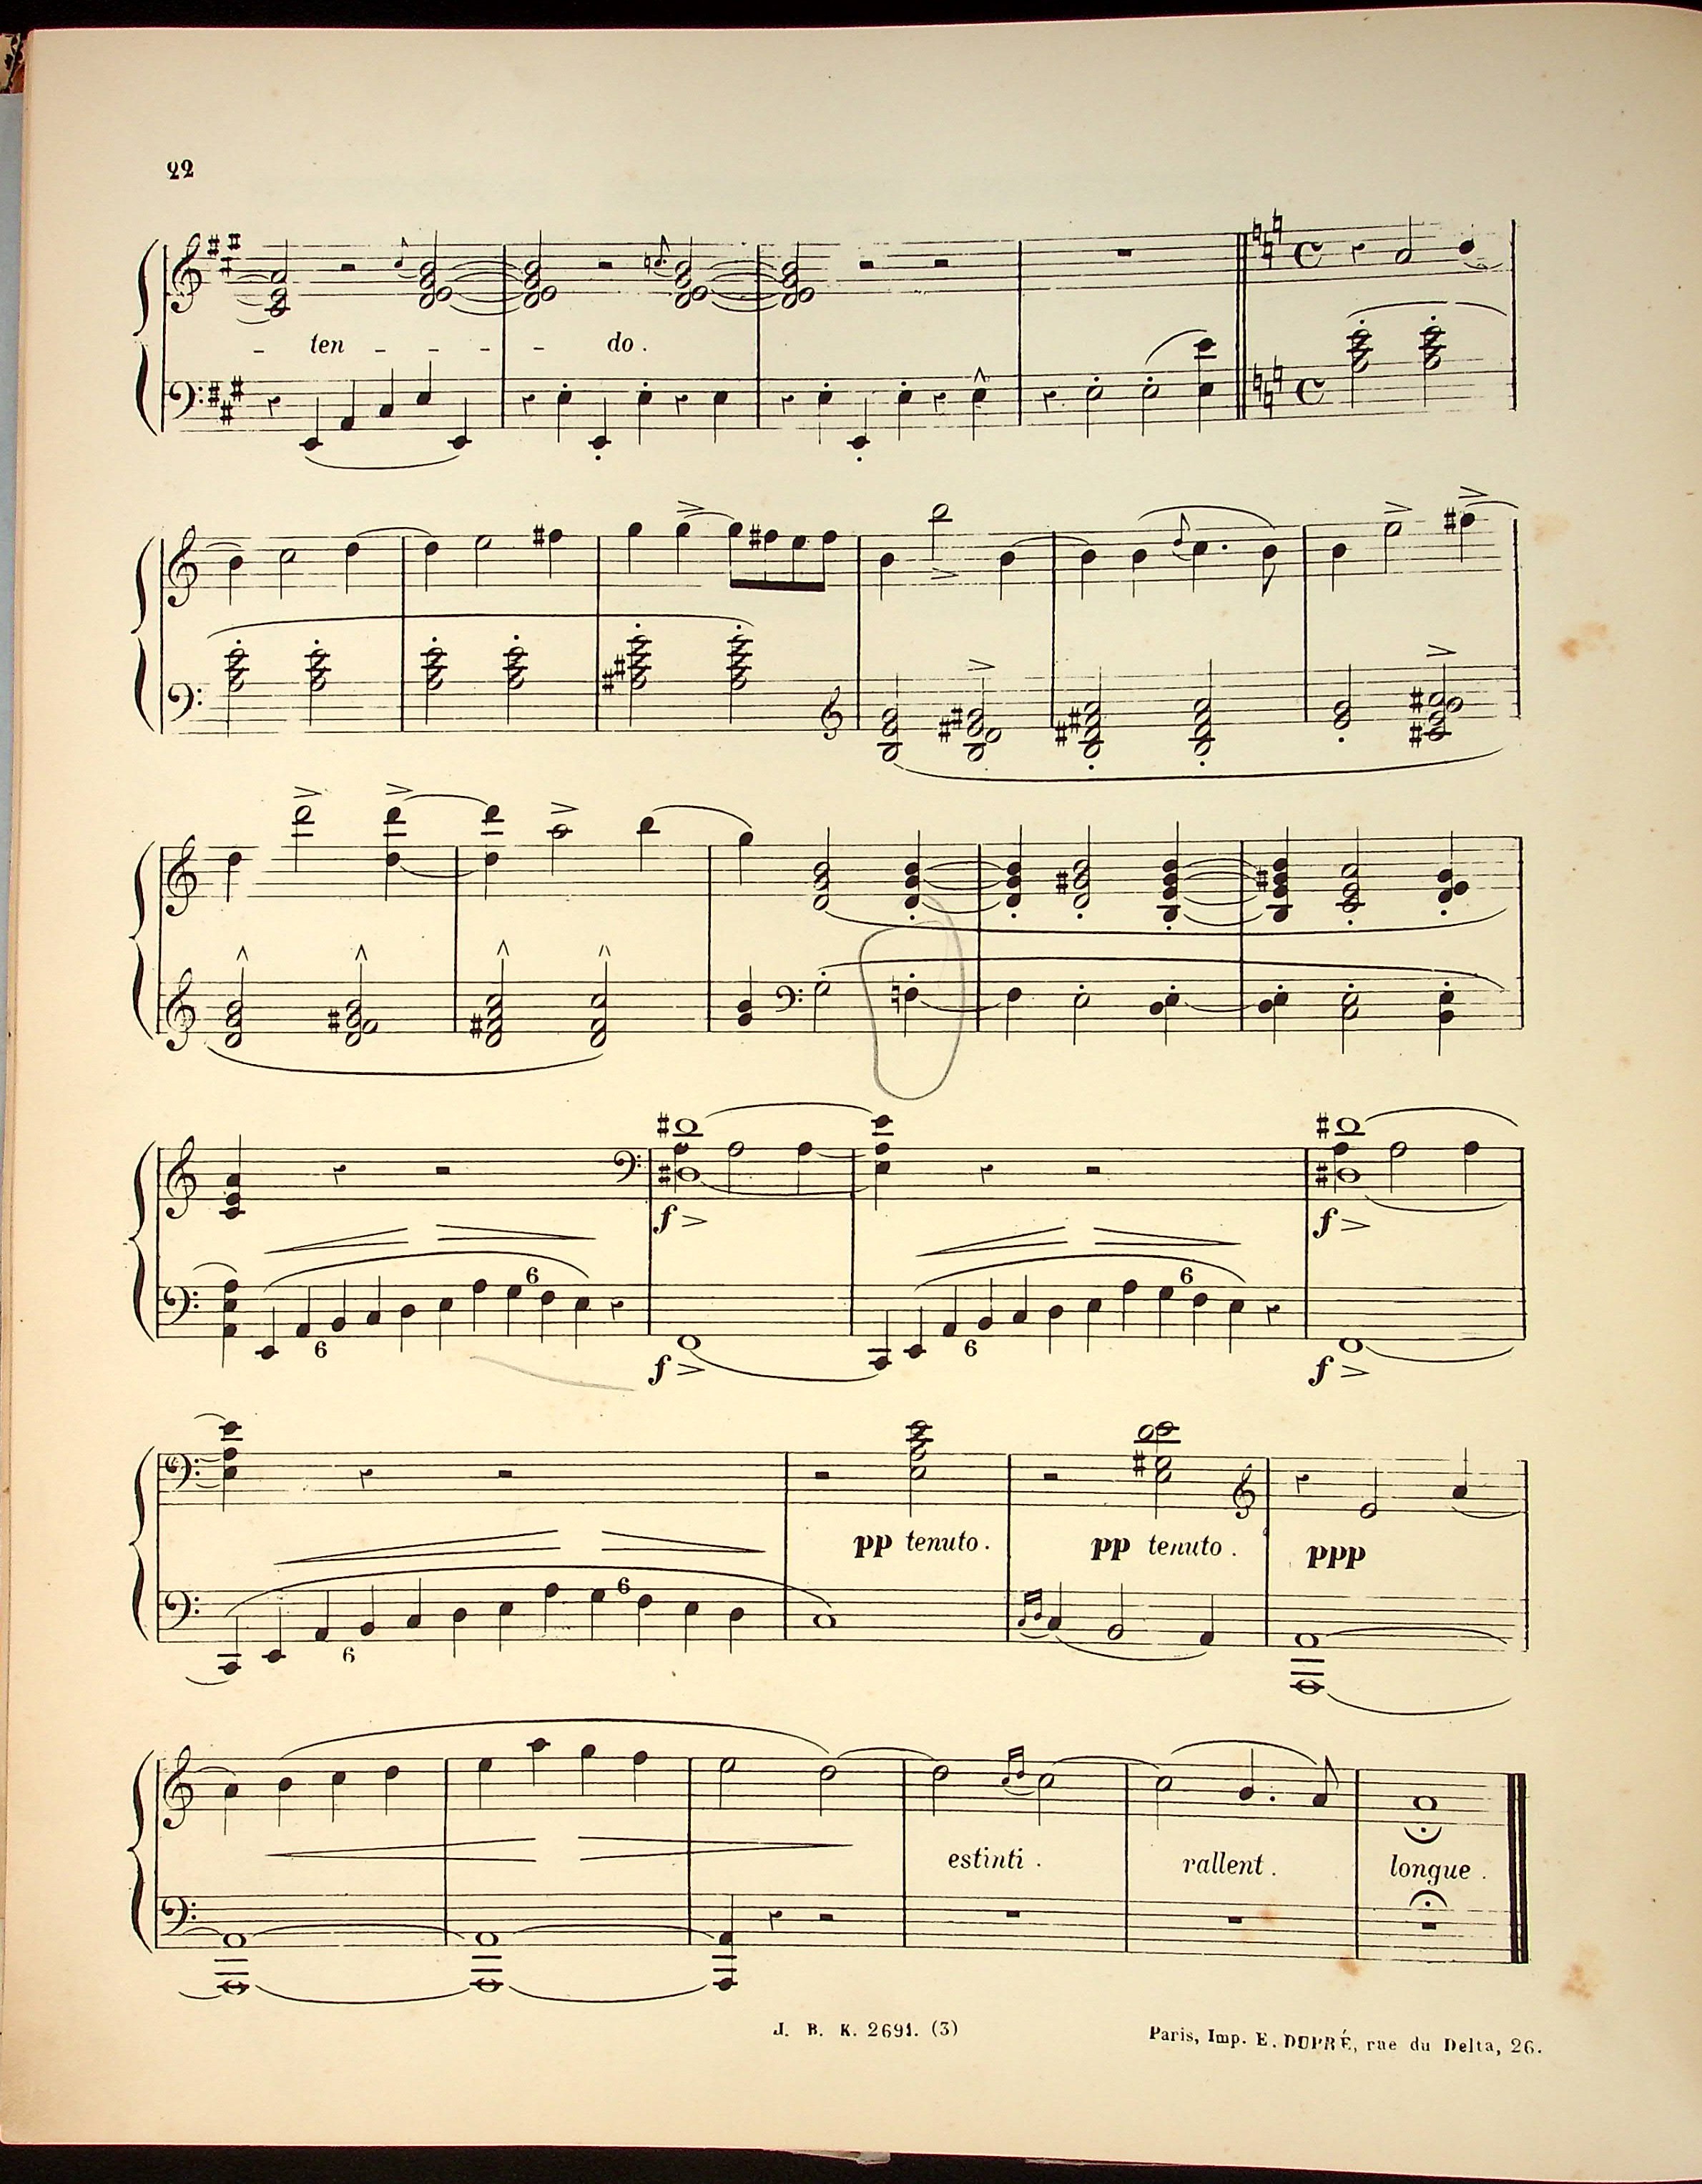 22
- ten - - - - do.
f >
f >
6 6
6 6
f >
f >
pp tenuto. pp tenuto. ppp
6 6
estinti. rallent. longue.
J. B. K. 2691. (3)
Paris, Imp. E. DUPRÉ, rue du Delta, 26.